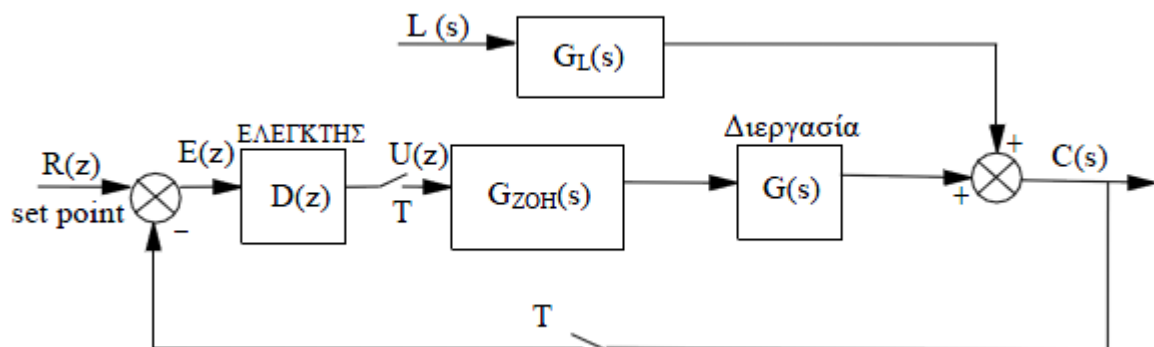 L (s)
G_L(s)
ΕΛΕΓΚΤΗΣ
Διεργασία
R(z)
E(z)
D(z)
U(z)
T
G_ZOH(s)
G(s)
+
+
C(s)
set point
−
T